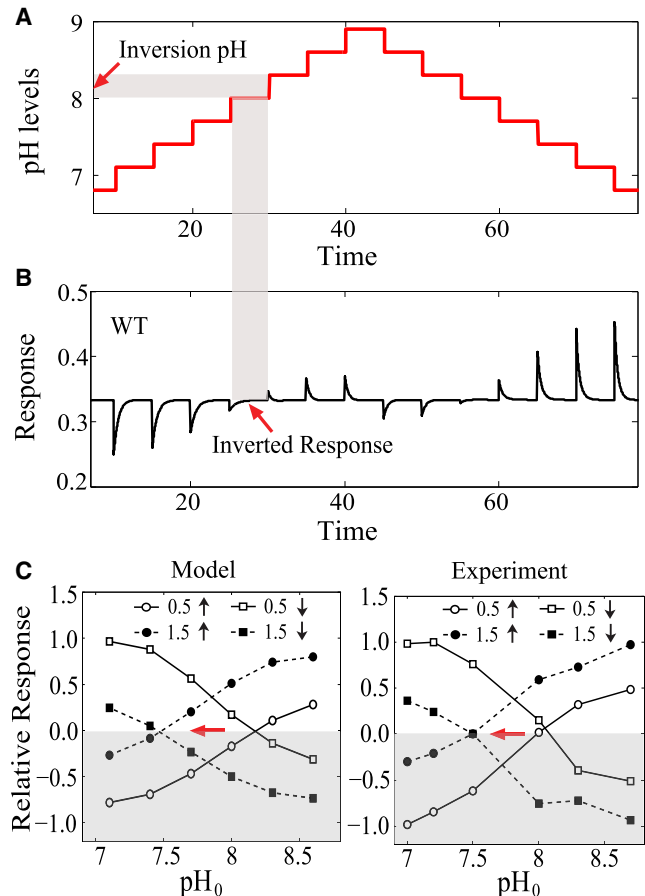 A
9
8
7
pH levels
Inversion pH
20
40
60
Time
B
0.5
0.4
0.3
0.2
Response
WT
Inverted Response
20
40
60
Time
C
Model
Experiment
0.5 ↑ 0.5 ↓
1.5 ↑ 1.5 ↓
0.5 ↑ 0.5 ↓
1.5 ↑ 1.5 ↓
Relative Response
1.5
1.0
0.5
0.0
−0.5
−1.0
7 7.5 8 8.5
pH₀
1.5
1.0
0.5
0
−0.5
−1.0
7 7.5 8 8.5
pH₀